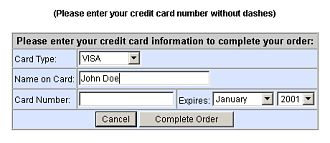 (Please enter your credit card number without dashes)
Please enter your credit card information to complete your order:
Card Type: VISA
Name on Card: John Doe
Card Number: Expires: January 2001
Cancel Complete Order